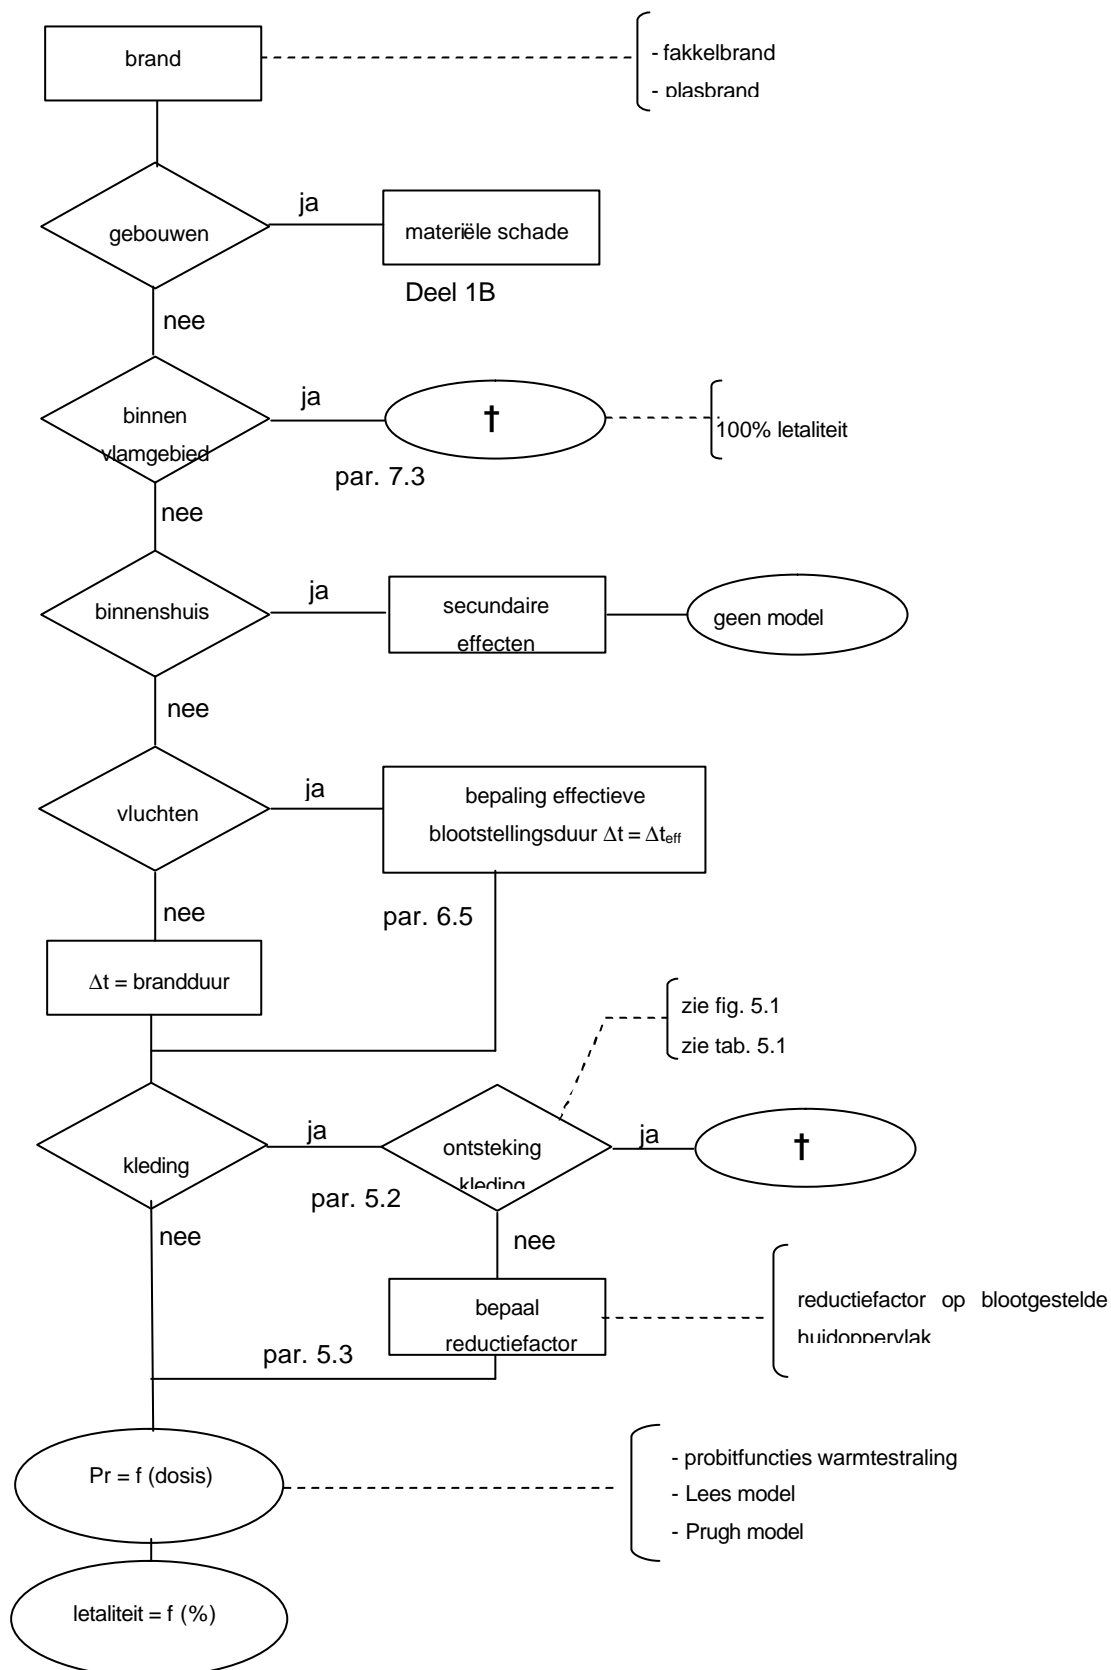 brand
- fakkelbrand
- plasbrand
gebouwen
ja
materiële schade
Deel 1B
nee
binnen
vlamgebied
ja
†
100% letaliteit
par. 7.3
nee
binnenshuis
ja
secundaire
effecten
geen model
nee
vluchten
ja
bepaling effectieve
blootstellingsduur Δt = Δteff
par. 6.5
nee
Δt = brandduur
zie fig. 5.1
zie tab. 5.1
kleding
ja
ontsteking
kleding
ja
†
par. 5.2
nee
nee
bepaal
reductiefactor
reductiefactor op blootgestelde
huidoppervlak
par. 5.3
Pr = f (dosis)
- probitfuncties warmtestraling
- Lees model
- Prugh model
letaliteit = f (%)